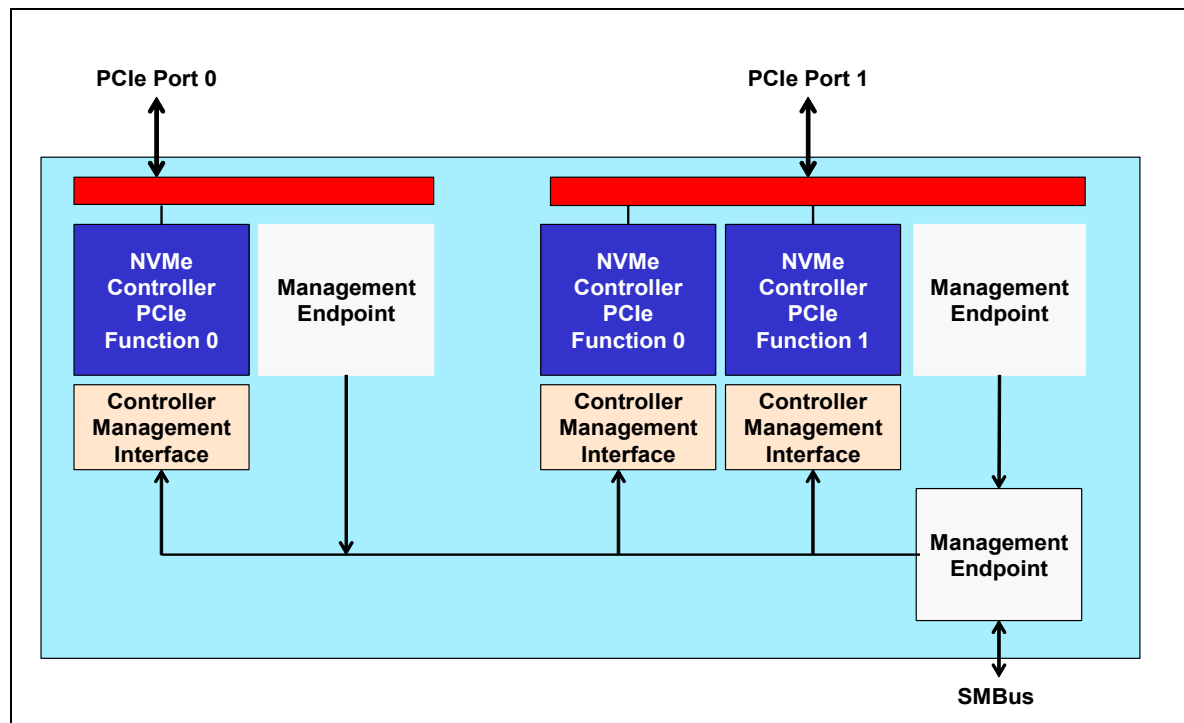 PCIe Port 0
PCIe Port 1
NVMe
Controller
PCIe
Function 0
Management
Endpoint
NVMe
Controller
PCIe
Function 0
NVMe
Controller
PCIe
Function 1
Management
Endpoint
Controller
Management
Interface
Controller
Management
Interface
Controller
Management
Interface
Management
Endpoint
SMBus